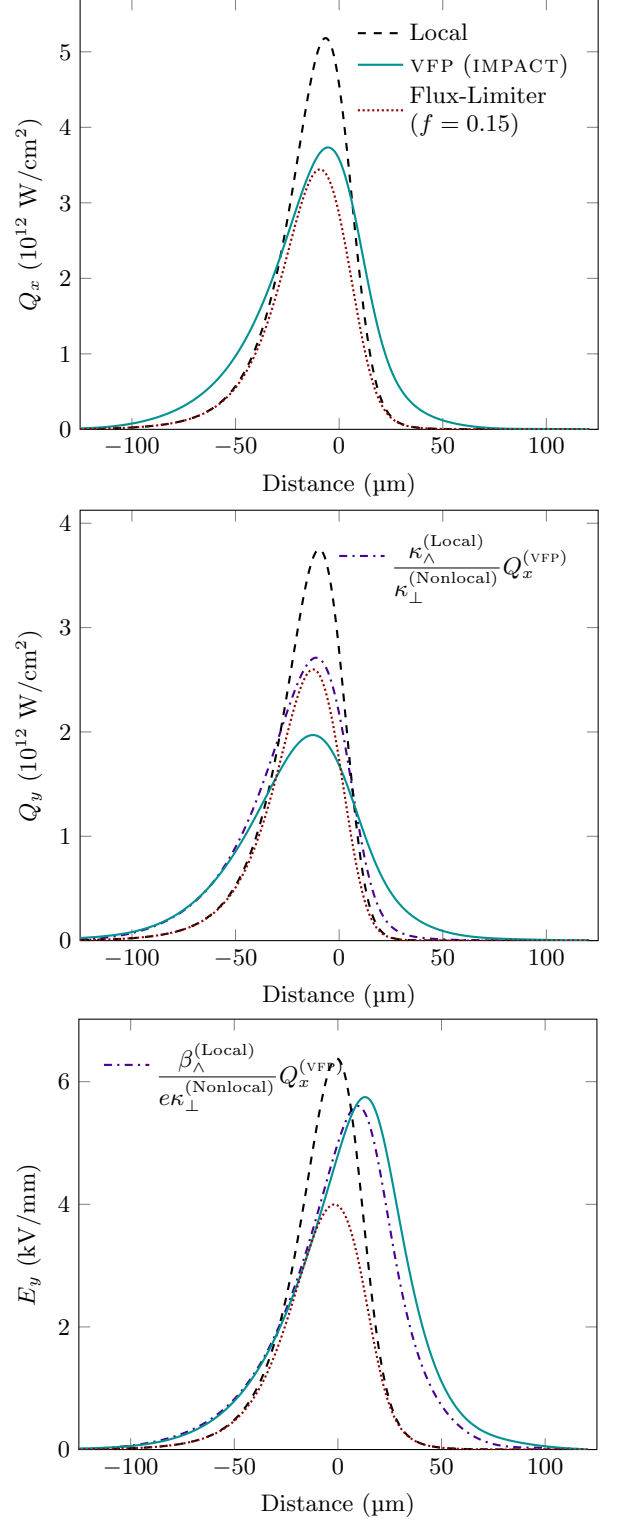 5
4
3
2
1
0
Q_x (10^12 W/cm^2)
Local
VFP (IMPACT)
Flux-Limiter
(f = 0.15)
−100 −50 0 50 100
Distance (µm)
4
3
2
1
0
Q_y (10^12 W/cm^2)
κ_∧^(Local) / κ_⊥^(Nonlocal) Q_x^(VFP)
−100 −50 0 50 100
Distance (µm)
6
4
2
0
E_y (kV/mm)
β_∧^(Local) / eκ_⊥^(Nonlocal) Q_x^(VFP)
−100 −50 0 50 100
Distance (µm)